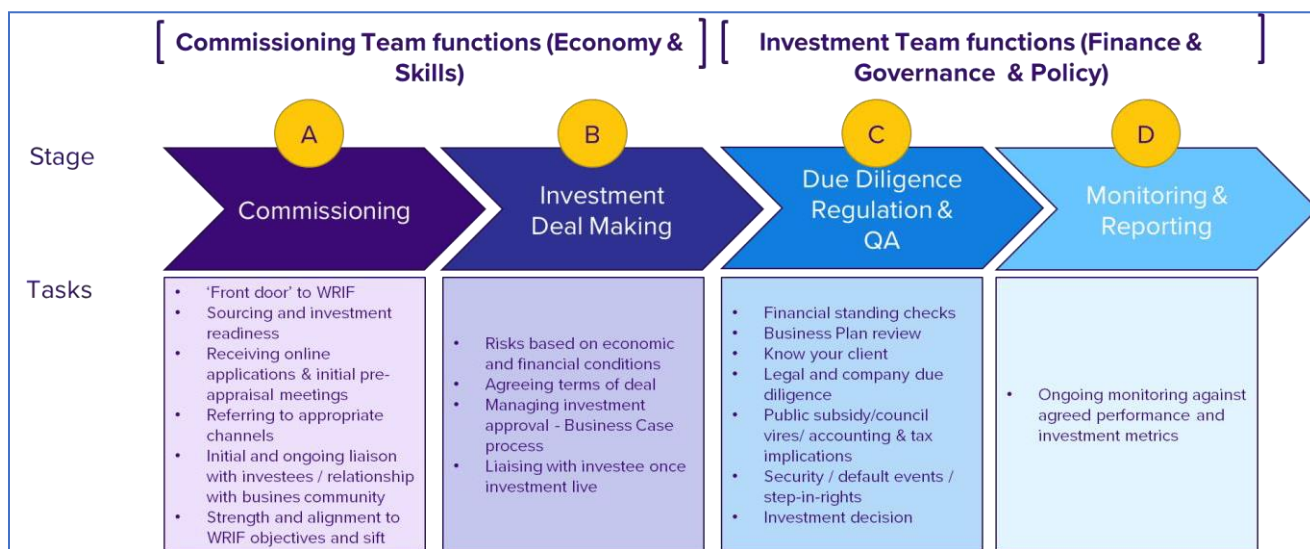 Commissioning Team functions (Economy &
Skills)
Investment Team functions (Finance &
Governance & Policy)
Stage
A
Commissioning
B
Investment
Deal Making
C
Due Diligence
Regulation &
QA
D
Monitoring &
Reporting
Tasks
• 'Front door' to WRIF
• Sourcing and investment
readiness
• Receiving online
applications & initial pre-
appraisal meetings
• Referring to appropriate
channels
• Initial and ongoing liaison
with investees / relationship
with busines community
• Strength and alignment to
WRIF objectives and sift
• Risks based on economic
and financial conditions
• Agreeing terms of deal
• Managing investment
approval - Business Case
process
• Liaising with investee once
investment live
• Financial standing checks
• Business Plan review
• Know your client
• Legal and company due
diligence
• Public subsidy/council
vires/ accounting & tax
implications
• Security / default events /
step-in-rights
• Investment decision
• Ongoing monitoring against
agreed performance and
investment metrics